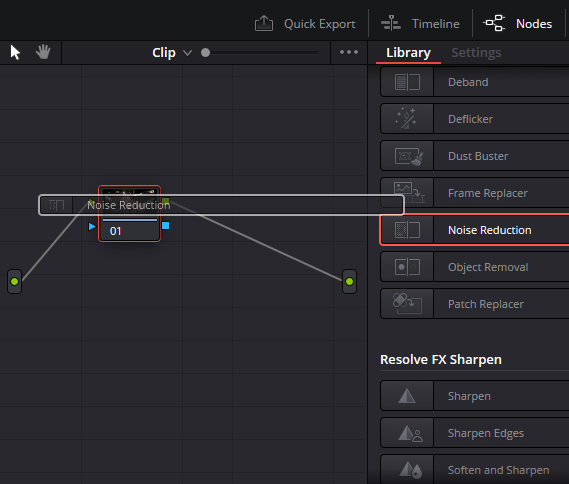 Quick Export
Timeline
Nodes
Clip
Library
Settings
Deband
Deflicker
Dust Buster
Frame Replacer
Noise Reduction
Noise Reduction
01
Object Removal
Patch Replacer
Resolve FX Sharpen
Sharpen
Sharpen Edges
Soften and Sharpen